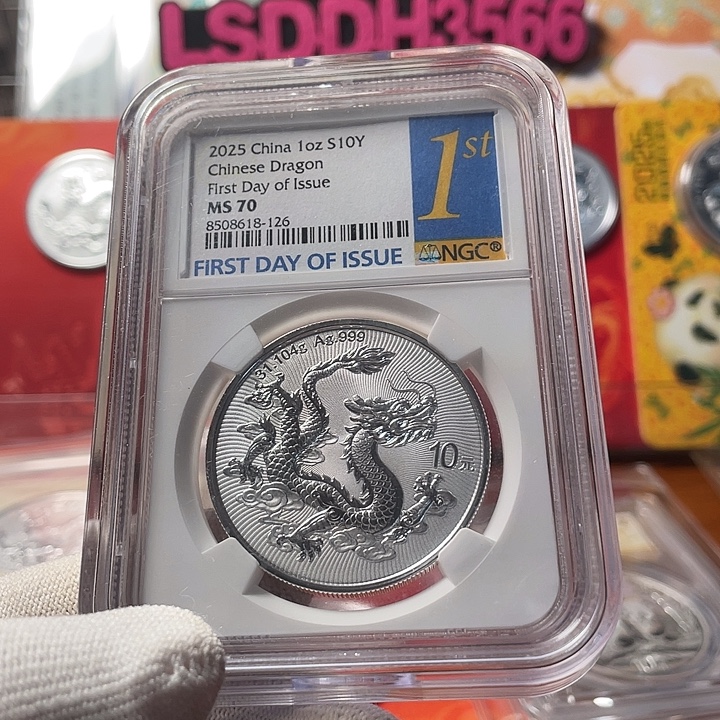 LSDDH3566
2025 China 1oz S10Y
Chinese Dragon
First Day of Issue
MS 70
8508618-126
1st
NGC®
FIRST DAY OF ISSUE
31.104g Ag.999
10元
2025